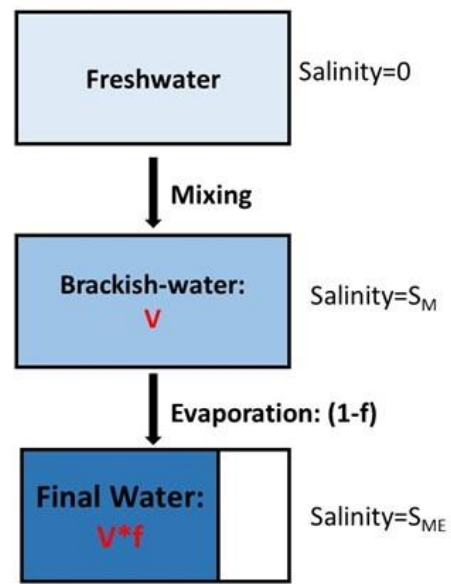 Freshwater
Salinity=0
Mixing
Brackish-water:
V
Salinity=S_M
Evaporation: (1-f)
Final Water:
V*f
Salinity=S_ME